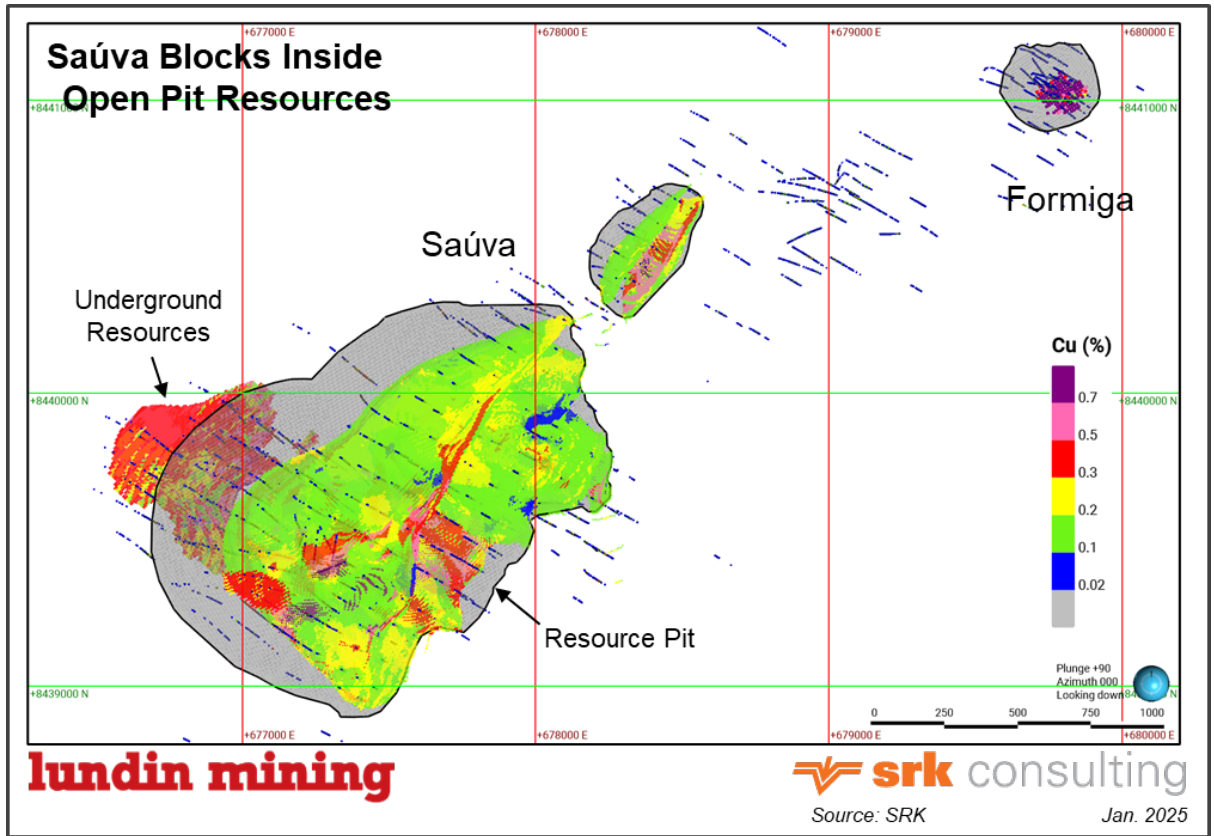 +677000 E
+678000 E
+679000 E
+680000 E
Saúva Blocks Inside
Open Pit Resources
+8441000 N
+8441000 N
Formiga
Saúva
Underground
Resources
Cu (%)
0.7
0.5
0.3
0.2
0.1
0.02
+8440000 N
+8440000 N
Resource Pit
Plunge +90
Azimuth 000
Looking down
+8439000 N
0 250 500 750 1000
+677000 E
+678000 E
+679000 E
+680000 E
lundin mining
srk consulting
Source: SRK
Jan. 2025